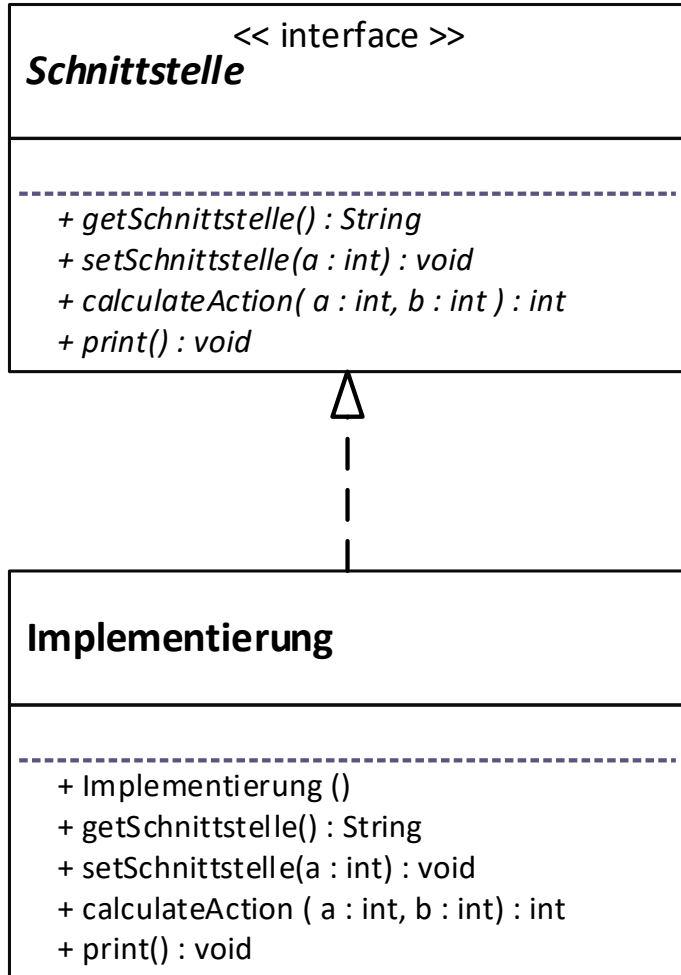 << interface >>
Schnittstelle
+ getSchnittstelle() : String
+ setSchnittstelle(a : int) : void
+ calculateAction( a : int, b : int ) : int
+ print() : void
Implementierung
+ Implementierung ()
+ getSchnittstelle() : String
+ setSchnittstelle(a : int) : void
+ calculateAction ( a : int, b : int) : int
+ print() : void